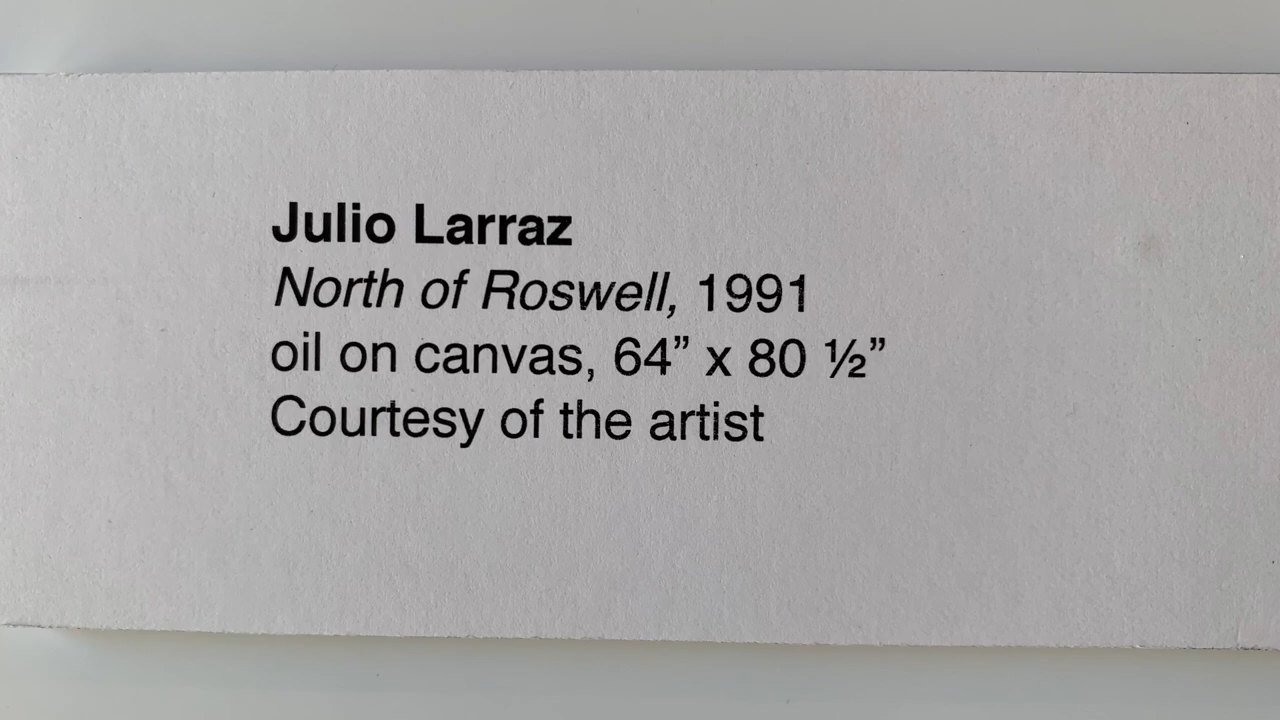 Julio Larraz
North of Roswell, 1991
oil on canvas, 64” x 80 ½”
Courtesy of the artist